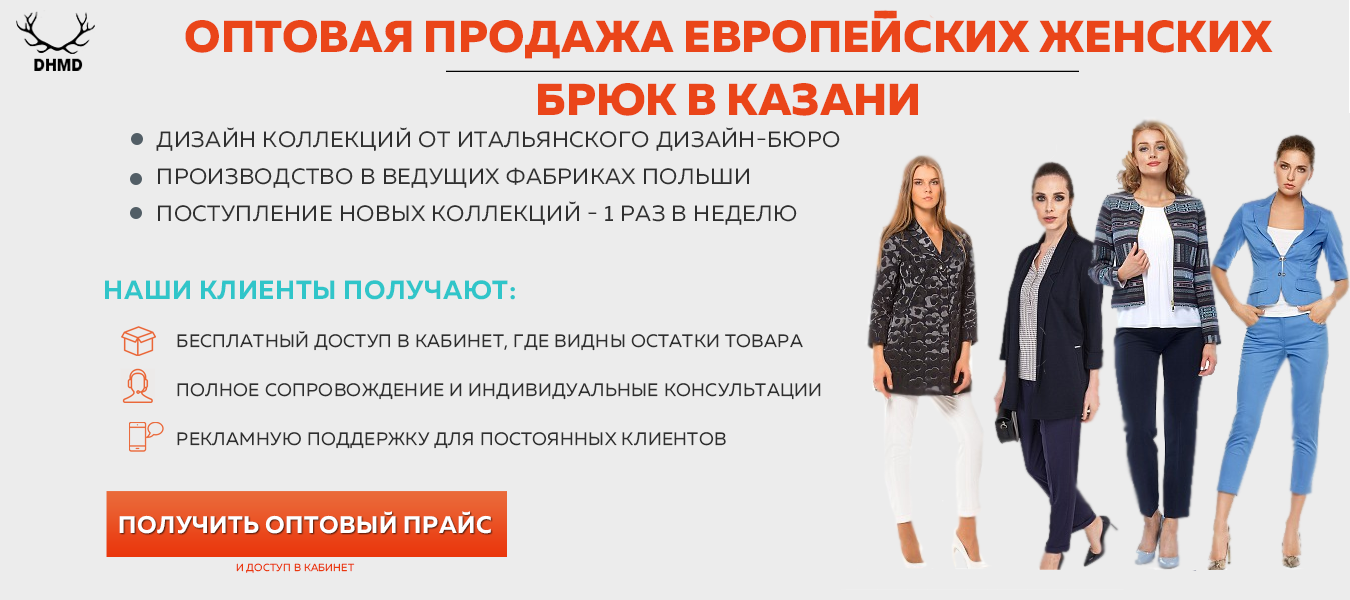 DHMD
ОПТОВАЯ ПРОДАЖА ЕВРОПЕЙСКИХ ЖЕНСКИХ
БРЮК В КАЗАНИ
ДИЗАЙН КОЛЛЕКЦИЙ ОТ ИТАЛЬЯНСКОГО ДИЗАЙН-БЮРО
ПРОИЗВОДСТВО В ВЕДУЩИХ ФАБРИКАХ ПОЛЬШИ
ПОСТУПЛЕНИЕ НОВЫХ КОЛЛЕКЦИЙ - 1 РАЗ В НЕДЕЛЮ
НАШИ КЛИЕНТЫ ПОЛУЧАЮТ:
БЕСПЛАТНЫЙ ДОСТУП В КАБИНЕТ, ГДЕ ВИДНЫ ОСТАТКИ ТОВАРА
ПОЛНОЕ СОПРОВОЖДЕНИЕ И ИНДИВИДУАЛЬНЫЕ КОНСУЛЬТАЦИИ
РЕКЛАМНУЮ ПОДДЕРЖКУ ДЛЯ ПОСТОЯННЫХ КЛИЕНТОВ
ПОЛУЧИТЬ ОПТОВЫЙ ПРАЙС
И ДОСТУП В КАБИНЕТ